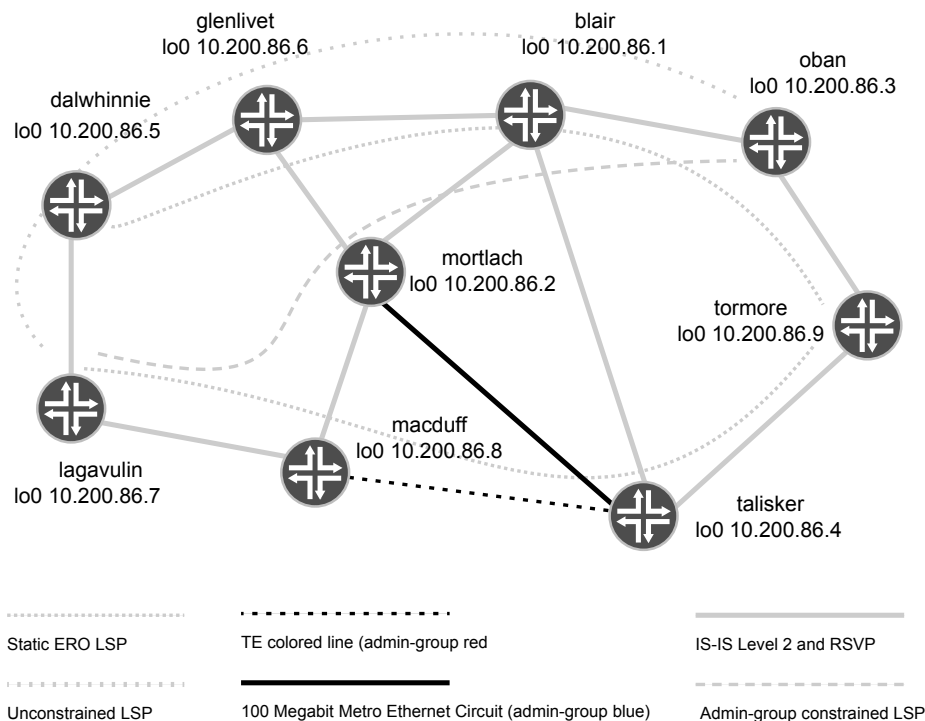 glenlivet
lo0 10.200.86.6
blair
lo0 10.200.86.1
oban
lo0 10.200.86.3
dalwhinnie
lo0 10.200.86.5
mortlach
lo0 10.200.86.2
tormore
lo0 10.200.86.9
macduff
lo0 10.200.86.8
lagavulin
lo0 10.200.86.7
talisker
lo0 10.200.86.4
Static ERO LSP
TE colored line (admin-group red
IS-IS Level 2 and RSVP
Unconstrained LSP
100 Megabit Metro Ethernet Circuit (admin-group blue)
Admin-group constrained LSP